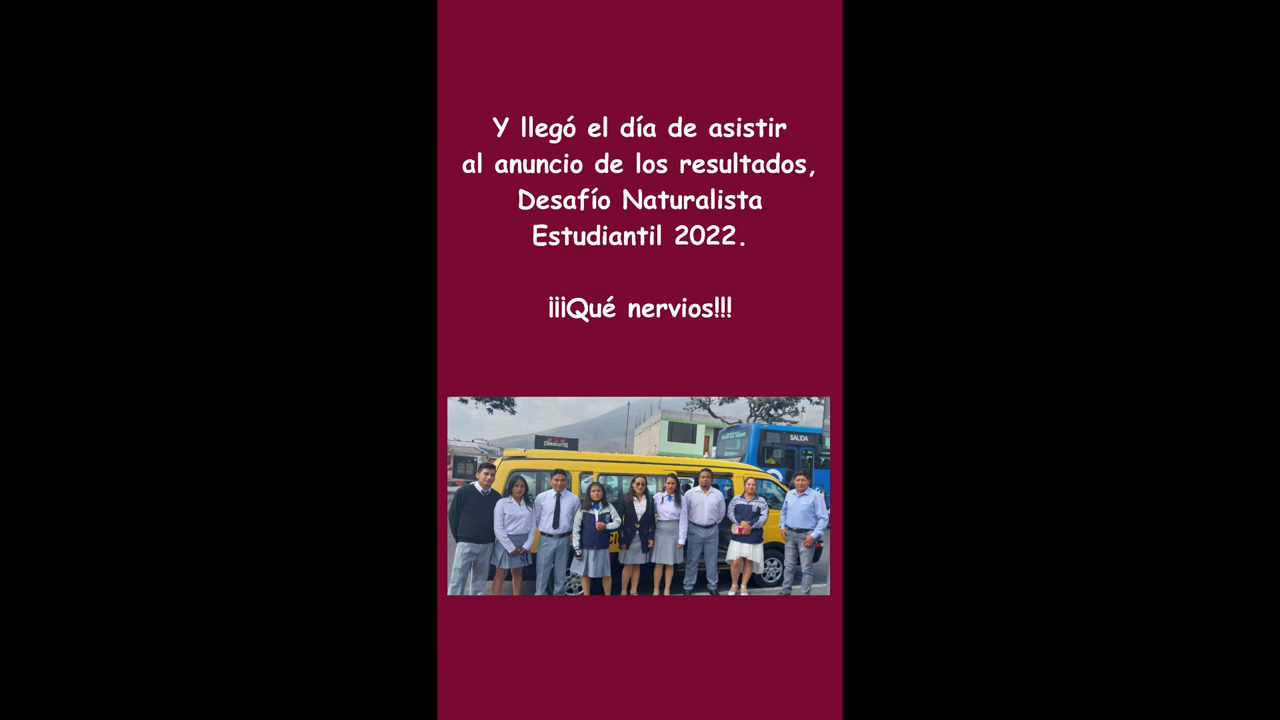 Y llegó el día de asistir
al anuncio de los resultados,
Desafío Naturalista
Estudiantil 2022.
¡¡¡Qué nervios!!!
SALIDA